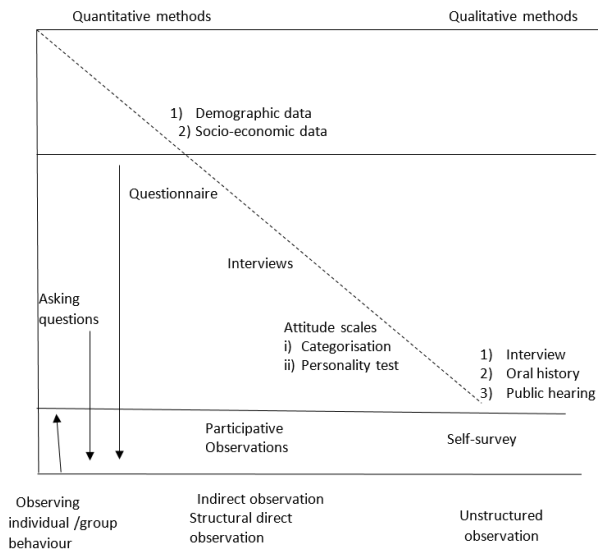 Quantitative methods
Qualitative methods
1) Demographic data
2) Socio-economic data
Questionnaire
Interviews
Asking
questions
Attitude scales
i) Categorisation
ii) Personality test
1) Interview
2) Oral history
3) Public hearing
Participative
Observations
Self-survey
Observing
individual /group
behaviour
Indirect observation
Structural direct
observation
Unstructured
observation